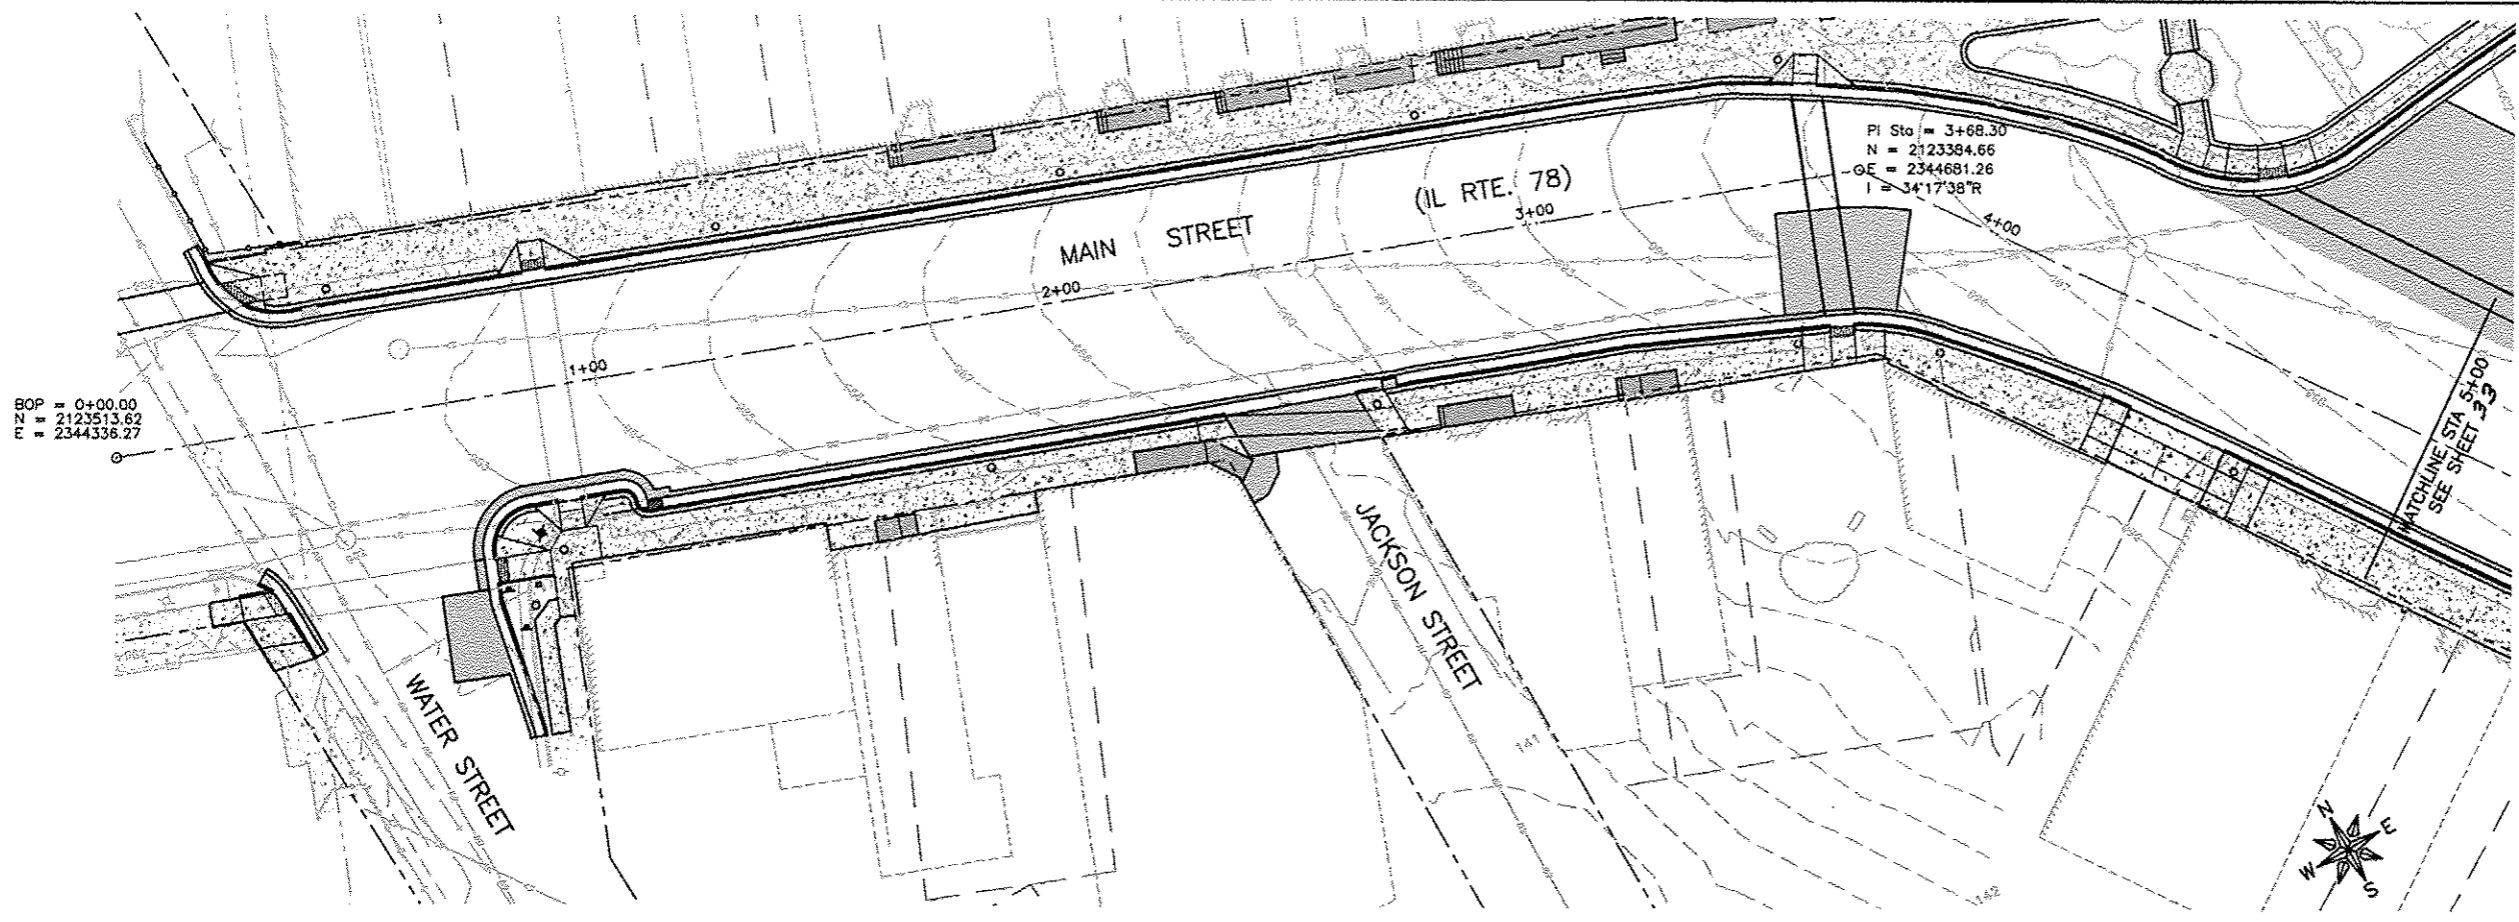 PI Sta = 3+68.30
N = 2123384.66
E = 2344681.26
I = 34°17'38"R
(IL RTE. 78)
3+00
4+00
MAIN STREET
2+00
1+00
BOP = 0+00.00
N = 2123513.62
E = 2344336.27
MATCHLINE STA 5+00
SEE SHEET 33
JACKSON STREET
WATER STREET
141
142
N
E
W
S